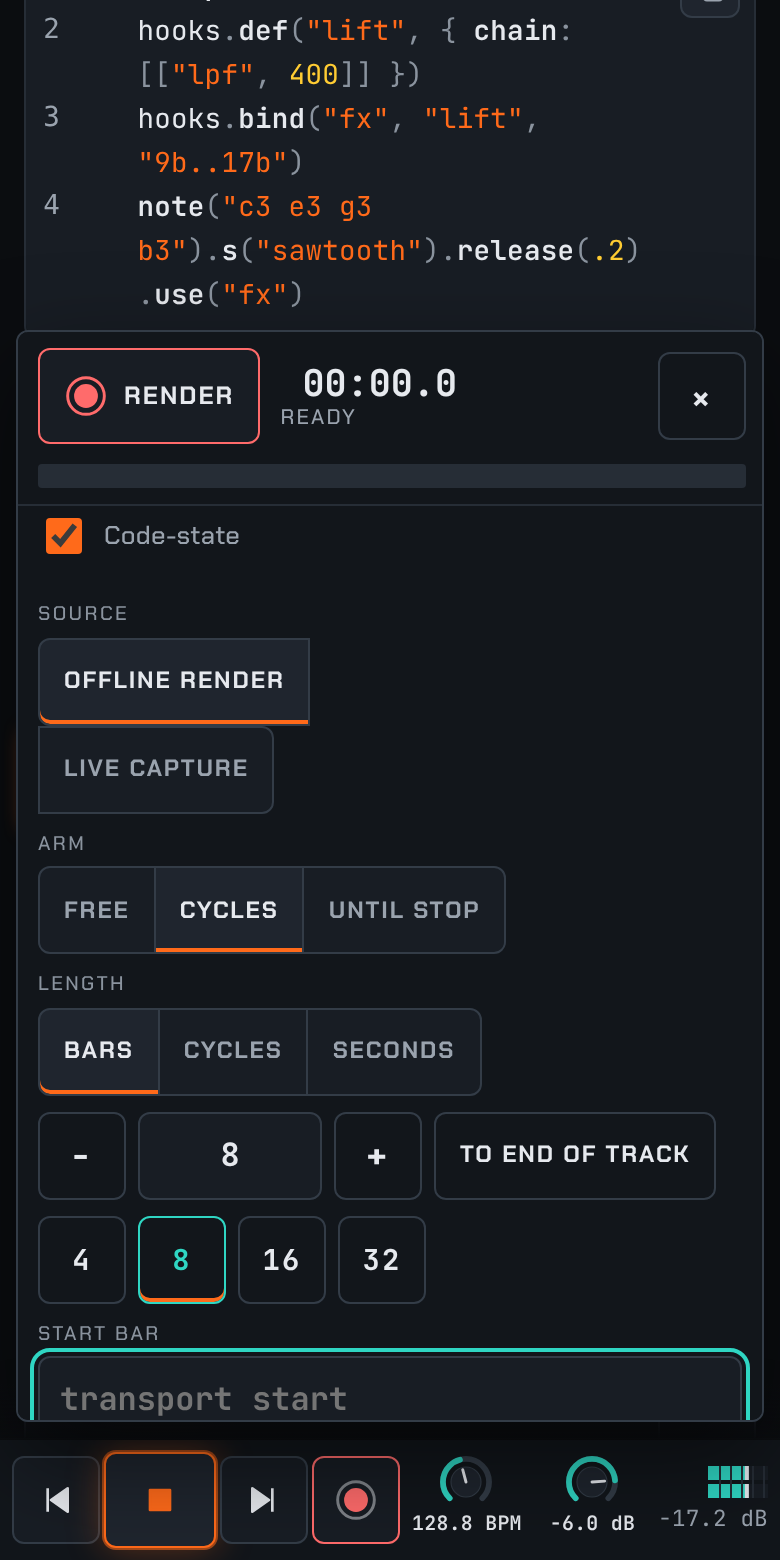 2 hooks.def("lift", { chain:
[["lpf", 400]] })
3 hooks.bind("fx", "lift",
"9b..17b")
4 note("c3 e3 g3
b3").s("sawtooth").release(.2)
.use("fx")
RENDER
00:00.0
READY
×
Code-state
SOURCE
OFFLINE RENDER
LIVE CAPTURE
ARM
FREE CYCLES UNTIL STOP
LENGTH
BARS CYCLES SECONDS
- 8 + TO END OF TRACK
4 8 16 32
START BAR
transport start
128.8 BPM -6.0 dB -17.2 dB